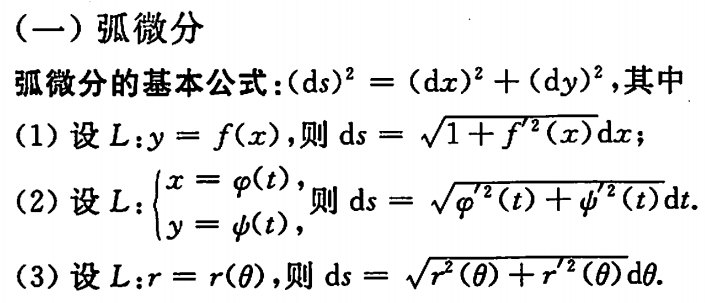 (一) 弧微分
弧微分的基本公式:(ds)² = (dx)² + (dy)²,其中
(1) 设 L:y = f(x),则 ds = √(1 + f′²(x))dx;
(2) 设 L:{x = φ(t), y = ψ(t), 则 ds = √(φ′²(t) + ψ′²(t))dt.
(3) 设 L:r = r(θ),则 ds = √(r²(θ) + r′²(θ))dθ.